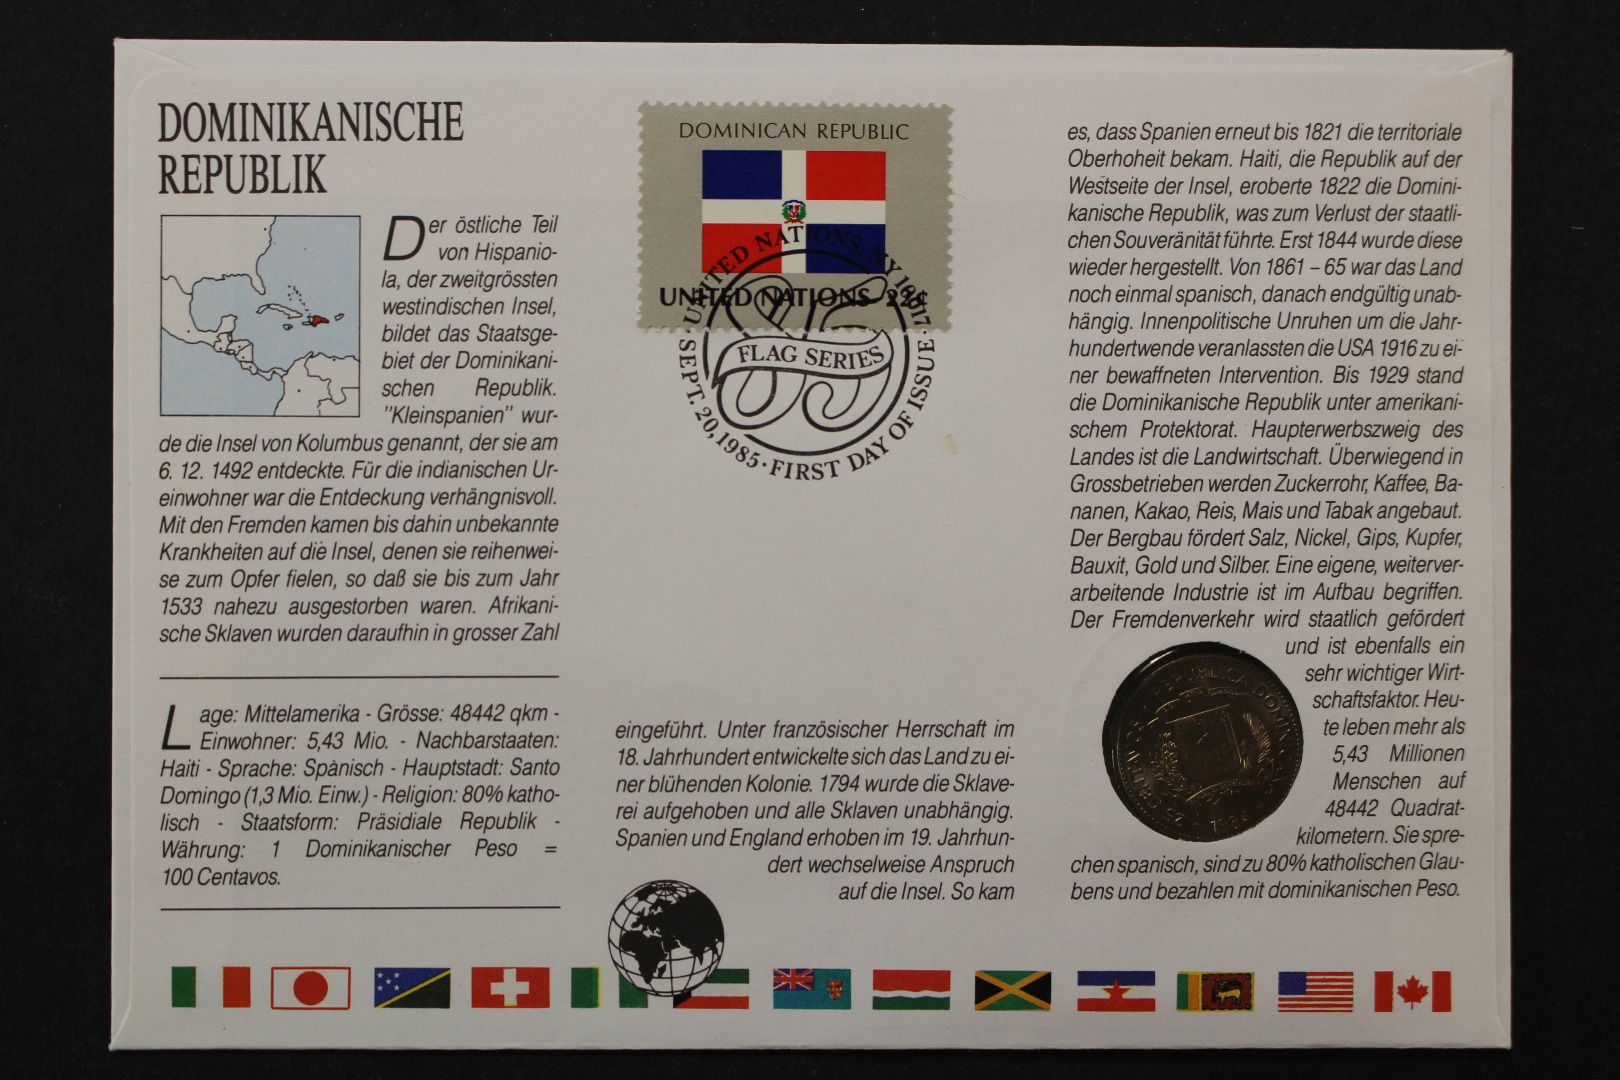 DOMINIKANISCHE
REPUBLIK
Der östliche Teil
von Hispanio-
la, der zweitgrössten
westindischen Insel,
bildet das Staatsge-
biet der Dominikani-
schen Republik.
"Kleinspanien" wur-
de die Insel von Kolumbus genannt, der sie am
6. 12. 1492 entdeckte. Für die indianischen Ur-
einwohner war die Entdeckung verhängnisvoll.
Mit den Fremden kamen bis dahin unbekannte
Krankheiten auf die Insel, denen sie reihenwei-
se zum Opfer fielen, so daß sie bis zum Jahr
1533 nahezu ausgestorben waren. Afrikani-
sche Sklaven wurden daraufhin in grosser Zahl
Lage: Mittelamerika - Grösse: 48442 qkm -
Einwohner: 5,43 Mio. - Nachbarstaaten:
Haiti - Sprache: Spanisch - Hauptstadt: Santo
Domingo (1,3 Mio. Einw.) - Religion: 80% katho-
lisch - Staatsform: Präsidiale Republik -
Währung: 1 Dominikanischer Peso =
100 Centavos.
DOMINICAN REPUBLIC
UNITED NATIONS 22¢
UNITED NATIONS, NY 10017
FLAG SERIES
SEPT. 20, 1985 · FIRST DAY OF ISSUE
eingeführt. Unter französischer Herrschaft im
18. Jahrhundert entwickelte sich das Land zu ei-
ner blühenden Kolonie. 1794 wurde die Sklave-
rei aufgehoben und alle Sklaven unabhängig.
Spanien und England erhoben im 19. Jahrhun-
dert wechselweise Anspruch
auf die Insel. So kam
es, dass Spanien erneut bis 1821 die territoriale
Oberhoheit bekam. Haiti, die Republik auf der
Westseite der Insel, eroberte 1822 die Domini-
kanische Republik, was zum Verlust der staatli-
chen Souveränität führte. Erst 1844 wurde diese
wieder hergestellt. Von 1861 – 65 war das Land
noch einmal spanisch, danach endgültig unab-
hängig. Innenpolitische Unruhen um die Jahr-
hundertwende veranlassten die USA 1916 zu ei-
ner bewaffneten Intervention. Bis 1929 stand
die Dominikanische Republik unter amerikani-
schem Protektorat. Haupterwerbszweig des
Landes ist die Landwirtschaft. Überwiegend in
Grossbetrieben werden Zuckerrohr, Kaffee, Ba-
nanen, Kakao, Reis, Mais und Tabak angebaut.
Der Bergbau fördert Salz, Nickel, Gips, Kupfer,
Bauxit, Gold und Silber. Eine eigene, weiterver-
arbeitende Industrie ist im Aufbau begriffen.
Der Fremdenverkehr wird staatlich gefördert
und ist ebenfalls ein
sehr wichtiger Wirt-
schaftsfaktor. Heu-
te leben mehr als
5,43 Millionen
Menschen auf
48442 Quadrat-
kilometern. Sie spre-
chen spanisch, sind zu 80% katholischen Glau-
bens und bezahlen mit dominikanischen Peso.
REPUBLICA DOMINICANA
25 CENTAVOS